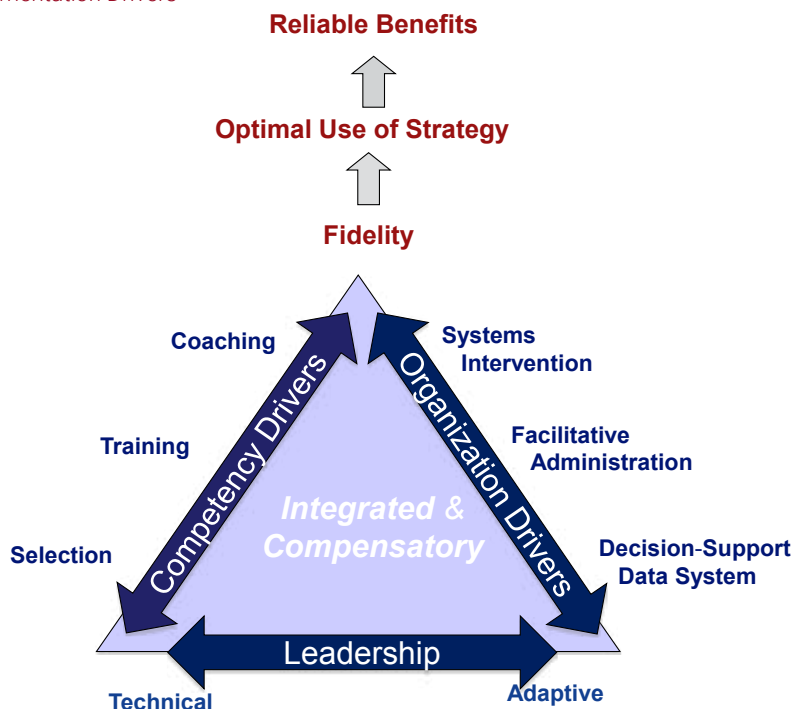 Reliable Benefits
Optimal Use of Strategy
Fidelity
Coaching
Training
Selection
Competency Drivers
Systems
Intervention
Organization Drivers
Facilitative
Administration
Decision-Support
Data System
Integrated &
Compensatory
Leadership
Technical
Adaptive